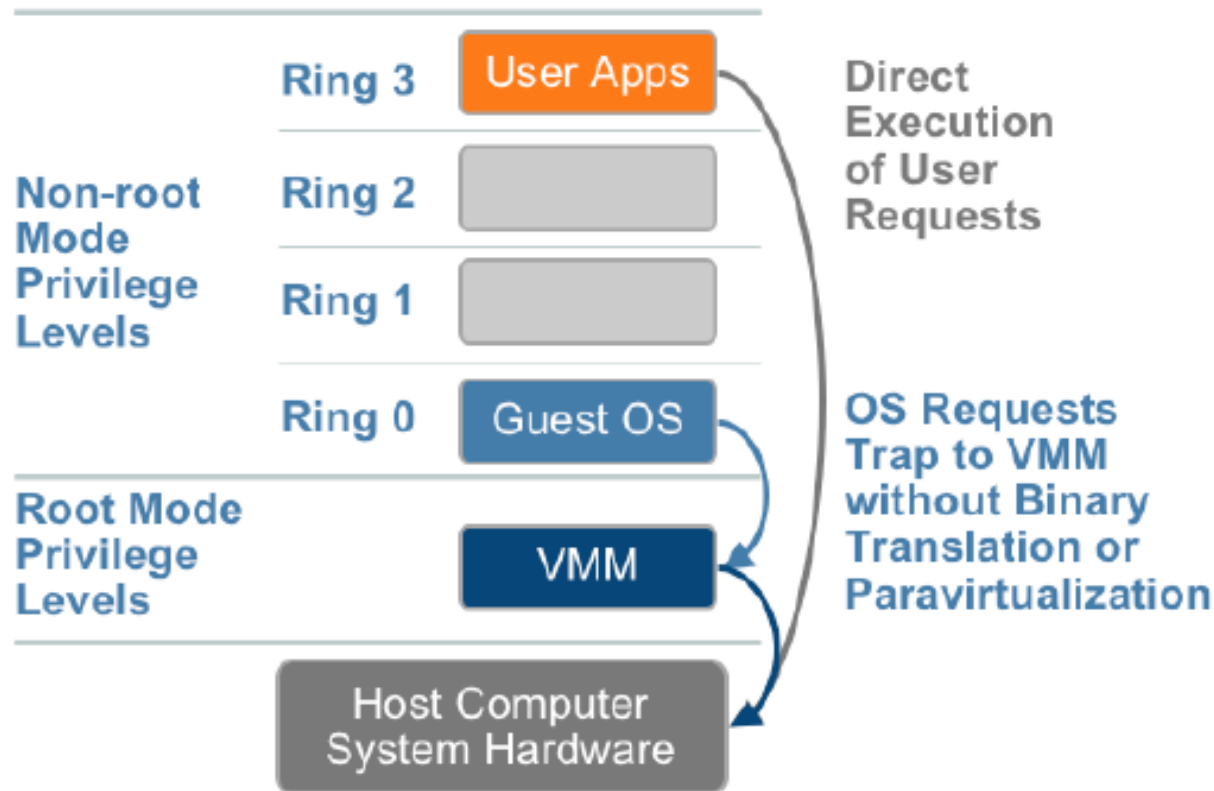 Ring 3
User Apps
Direct
Execution
of User
Requests
Non-root
Mode
Privilege
Levels
Ring 2
Ring 1
Ring 0
Guest OS
OS Requests
Trap to VMM
without Binary
Translation or
Paravirtualization
Root Mode
Privilege
Levels
VMM
Host Computer
System Hardware